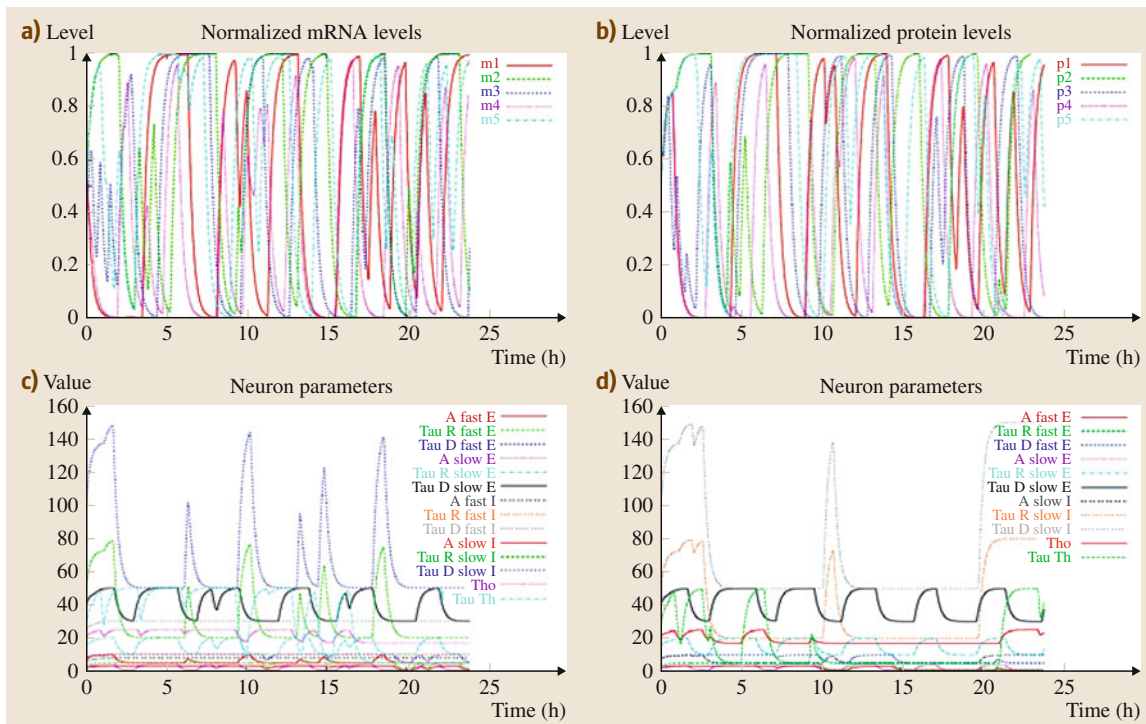 a) Level Normalized mRNA levels
1
0.8
0.6
0.4
0.2
0
m1
m2
m3
m4
m5
0 5 10 15 20 25
Time (h)
b) Level Normalized protein levels
1
0.8
0.6
0.4
0.2
0
p1
p2
p3
p4
p5
0 5 10 15 20 25
Time (h)
c) Value Neuron parameters
160
140
120
100
80
60
40
20
0
A fast E
Tau R fast E
Tau D fast E
A slow E
Tau R slow E
Tau D slow E
A fast I
Tau R fast I
Tau D fast I
A slow I
Tau R slow I
Tau D slow I
Tho
Tau Th
0 5 10 15 20 25
Time (h)
d) Value Neuron parameters
160
140
120
100
80
60
40
20
0
A fast E
Tau R fast E
Tau D fast E
A slow E
Tau R slow E
Tau D slow E
A slow I
Tau R slow I
Tau D slow I
Tho
Tau Th
0 5 10 15 20 25
Time (h)